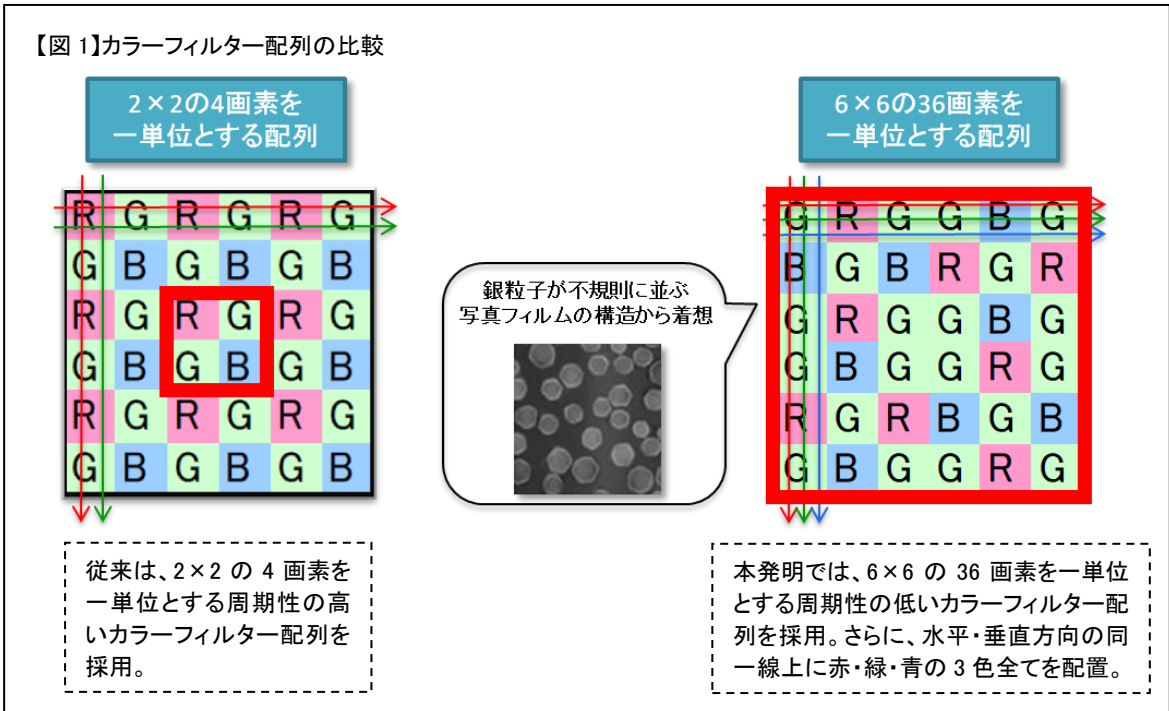 【図 1】カラーフィルター配列の比較
2×2の4画素を
一単位とする配列
R G R G R G
G B G B G B
R G R G R G
G B G B G B
R G R G R G
G B G B G B
従来は、2×2 の 4 画素を
一単位とする周期性の高
いカラーフィルター配列を
採用。
銀粒子が不規則に並ぶ
写真フィルムの構造から着想
6×6の36画素を
一単位とする配列
G R G G B G
B G B R G R
G R G G B G
G B G G R G
R G R B G B
G B G G R G
本発明では、6×6 の 36 画素を一単位
とする周期性の低いカラーフィルター配
列を採用。さらに、水平・垂直方向の同
一線上に赤・緑・青の 3 色全てを配置。